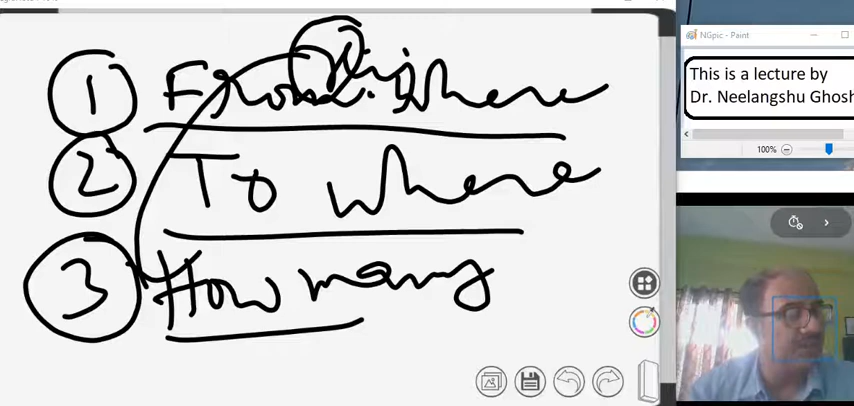 NGpic - Paint
This is a lecture by
Dr. Neelangshu Ghosh
100%
① From where
② To where
③ How many